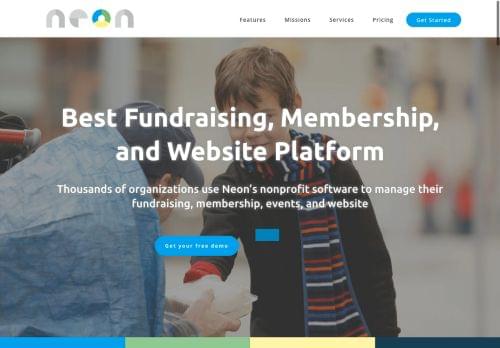 neon
Features Missions Services Pricing Get Started
Best Fundraising, Membership,
and Website Platform
Thousands of organizations use Neon's nonprofit software to manage their
fundraising, membership, events, and website
Get your free demo